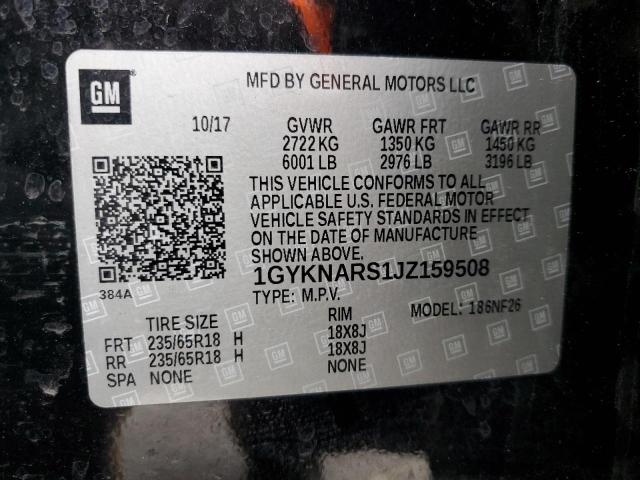 GM
MFD BY GENERAL MOTORS LLC
10/17 GVWR GAWR FRT GAWR RR
2722 KG 1350 KG 1450 KG
6001 LB 2976 LB 3196 LB
THIS VEHICLE CONFORMS TO ALL
APPLICABLE U.S. FEDERAL MOTOR
VEHICLE SAFETY STANDARDS IN EFFECT
ON THE DATE OF MANUFACTURE
SHOWN ABOVE.
1GYKNARS1JZ159508
384A
TYPE: M.P.V. MODEL: 186NF26
TIRE SIZE RIM
FRT 235/65R18 H 18X8J
RR 235/65R18 H 18X8J
SPA NONE NONE